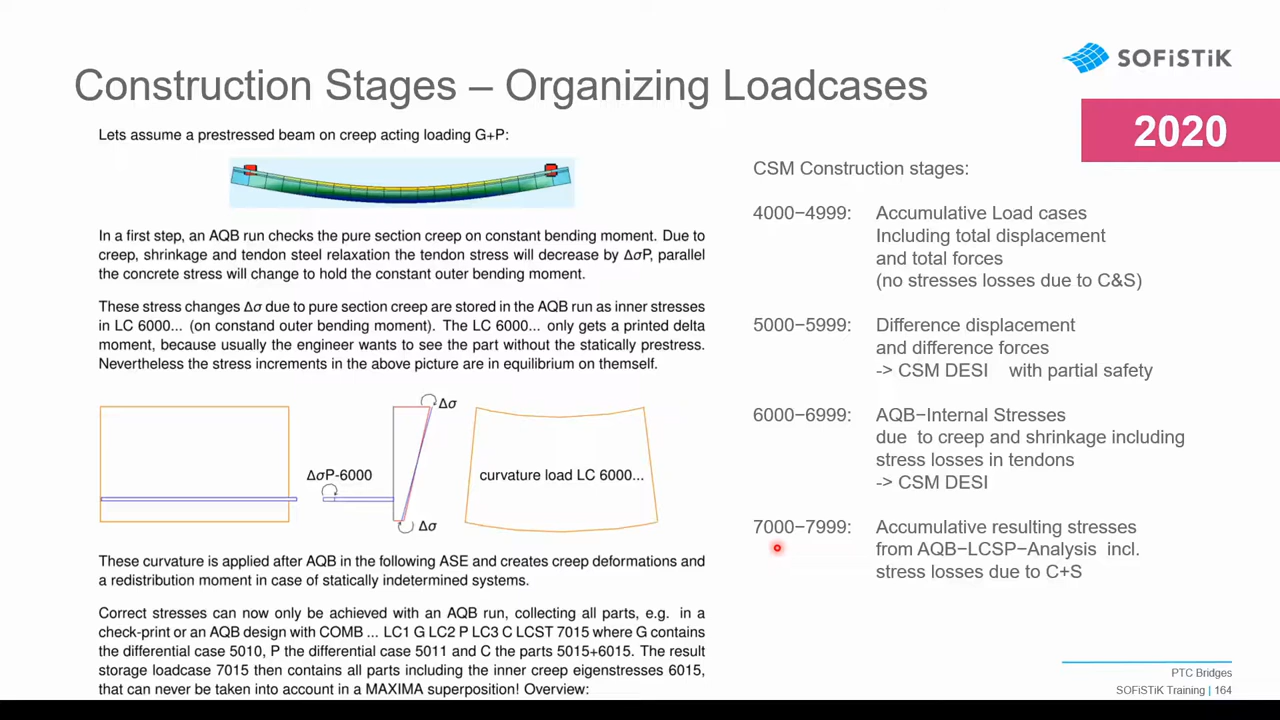 SOFiSTiK
Construction Stages – Organizing Loadcases
2020
Lets assume a prestressed beam on creep acting loading G+P:
In a first step, an AQB run checks the pure section creep on constant bending moment. Due to
creep, shrinkage and tendon steel relaxation the tendon stress will decrease by ΔσP, parallel
the concrete stress will change to hold the constant outer bending moment.
These stress changes Δσ due to pure section creep are stored in the AQB run as inner stresses
in LC 6000... (on constand outer bending moment). The LC 6000... only gets a printed delta
moment, because usually the engineer wants to see the part without the statically prestress.
Nevertheless the stress increments in the above picture are in equilibrium on themself.
Δσ
ΔσP-6000
curvature load LC 6000...
Δσ
These curvature is applied after AQB in the following ASE and creates creep deformations and
a redistribution moment in case of statically indetermined systems.
Correct stresses can now only be achieved with an AQB run, collecting all parts, e.g. in a
check-print or an AQB design with COMB ... LC1 G LC2 P LC3 C LCST 7015 where G contains
the differential case 5010, P the differential case 5011 and C the parts 5015+6015. The result
storage loadcase 7015 then contains all parts including the inner creep eigenstresses 6015,
that can never be taken into account in a MAXIMA superposition! Overview:
CSM Construction stages:
4000−4999: Accumulative Load cases
Including total displacement
and total forces
(no stresses losses due to C&S)
5000−5999: Difference displacement
and difference forces
-> CSM DESI with partial safety
6000−6999: AQB−Internal Stresses
due to creep and shrinkage including
stress losses in tendons
-> CSM DESI
7000−7999: Accumulative resulting stresses
from AQB−LCSP−Analysis incl.
stress losses due to C+S
PTC Bridges
SOFiSTiK Training | 164